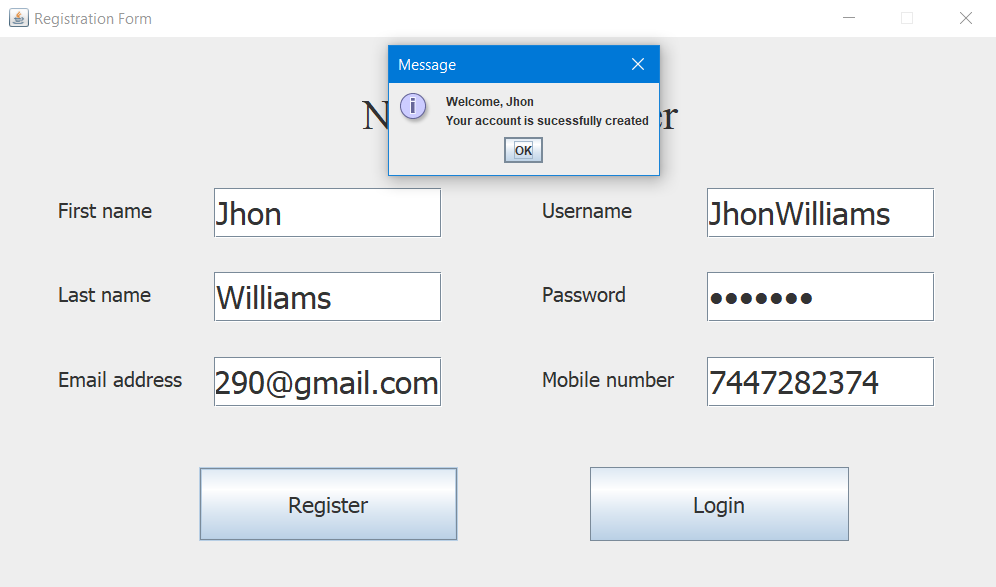 Registration Form
Message
Welcome, Jhon
Your account is sucessfully created
OK
First name
Jhon
Username
JhonWilliams
Last name
Williams
Password
•••••••
Email address
290@gmail.com
Mobile number
7447282374
Register
Login